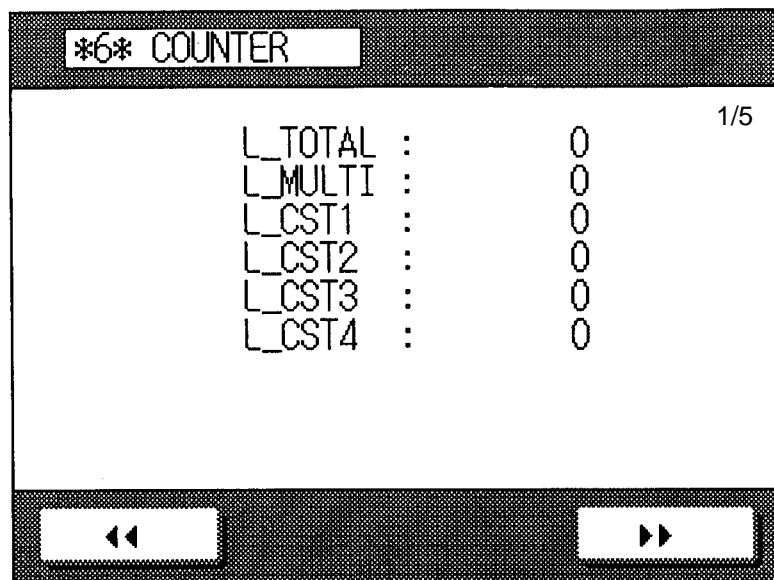 *6* COUNTER
1/5
L_TOTAL : 0
L_MULTI : 0
L_CST1 : 0
L_CST2 : 0
L_CST3 : 0
L_CST4 : 0